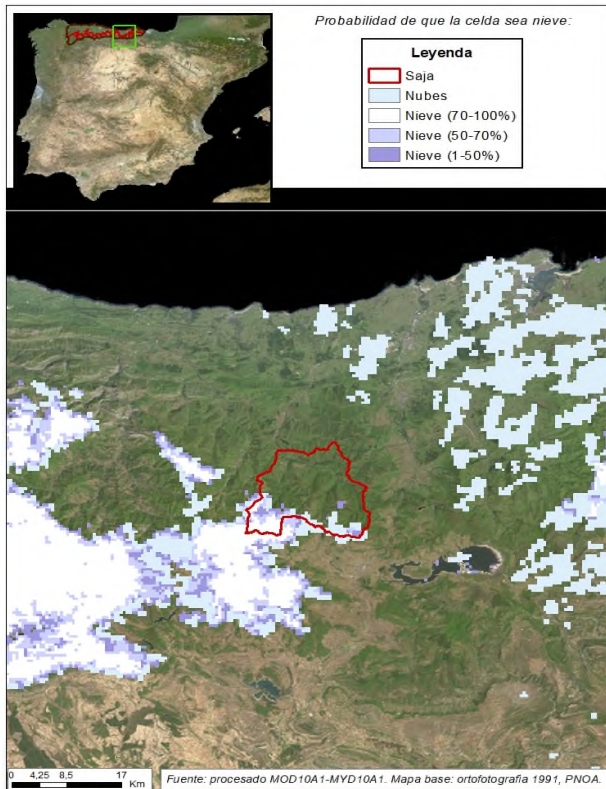 Probabilidad de que la celda sea nieve:
Leyenda
Saja
Nubes
Nieve (70-100%)
Nieve (50-70%)
Nieve (1-50%)
0 4,25 8,5 17
Km
Fuente: procesado MOD10A1-MYD10A1. Mapa base: ortofotografia 1991, PNOA.